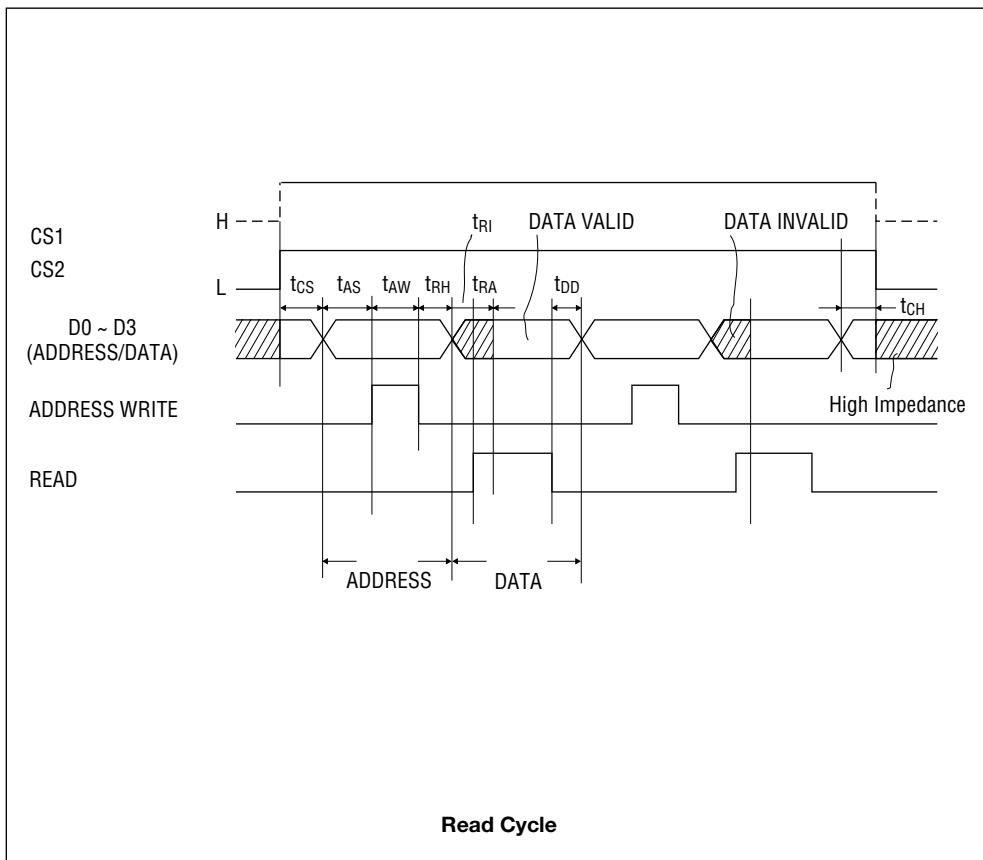 H
CS1
CS2
L
tRI
DATA VALID
DATA INVALID
tCS
tAS
tAW
tRH
tRA
tDD
tCH
D0 ~ D3
(ADDRESS/DATA)
High Impedance
ADDRESS WRITE
READ
ADDRESS
DATA
Read Cycle